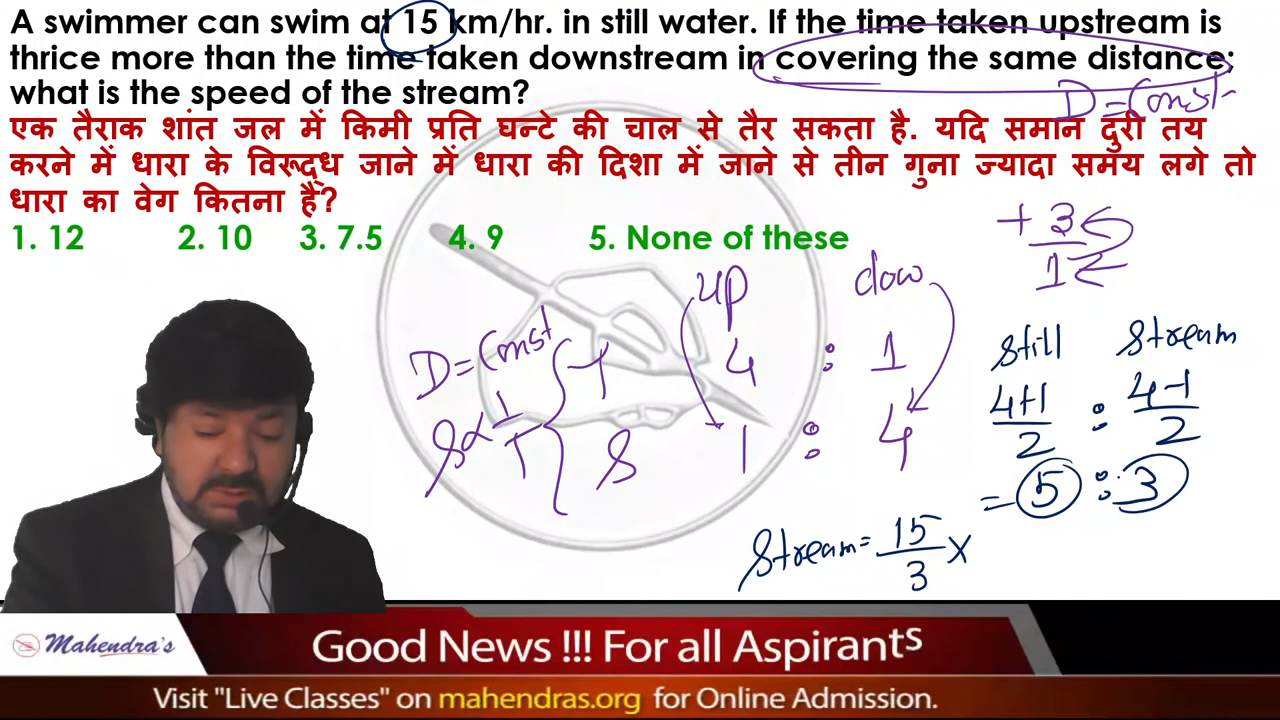 A swimmer can swim at 15 km/hr. in still water. If the time taken upstream is
thrice more than the time taken downstream in covering the same distance;
what is the speed of the stream?
D = Const.
एक तैराक शांत जल में किमी प्रति घन्टे की चाल से तैर सकता है. यदि समान दुरी तय
करने में धारा के विरूद्ध जाने में धारा की दिशा में जाने से तीन गुना ज्यादा समय लगे तो
धारा का वेग कितना है?
1. 12 2. 10 3. 7.5 4. 9 5. None of these
+ 3
1
up dow
D = Const
T 4 : 1
S ∝ 1/T
S 1 : 4
Still Stream
4+1/2 : 4-1/2
= 5 : 3
Stream = 15/3 ×
Mahendra's
Good News !!! For all Aspirants
Visit "Live Classes" on mahendras.org for Online Admission.